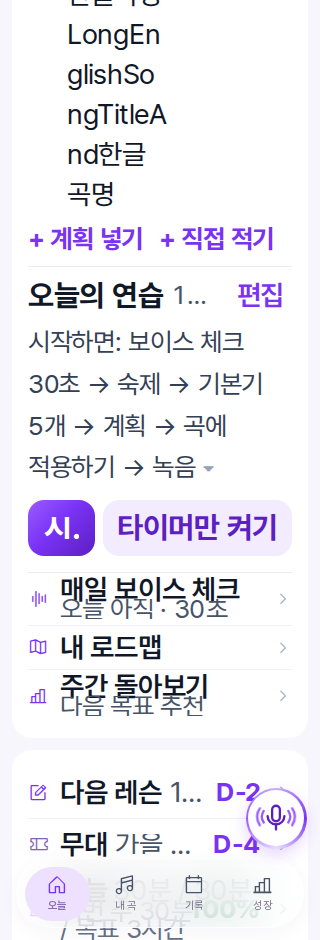 LongEn
glishSo
ngTitleA
nd한글
곡명
+ 계획 넣기 + 직접 적기
오늘의 연습 1... 편집
시작하면: 보이스 체크
30초 → 숙제 → 기본기
5개 → 계획 → 곡에
적용하기 → 녹음
시.
타이머만 켜기
매일 보이스 체크
오늘 아직 · 30초
내 로드맵
주간 돌아보기
다음 목표 추천
다음 레슨 1... D-2
무대 가을 ... D-4
오늘 내 곡 기록 성장
/ 목표 3시간